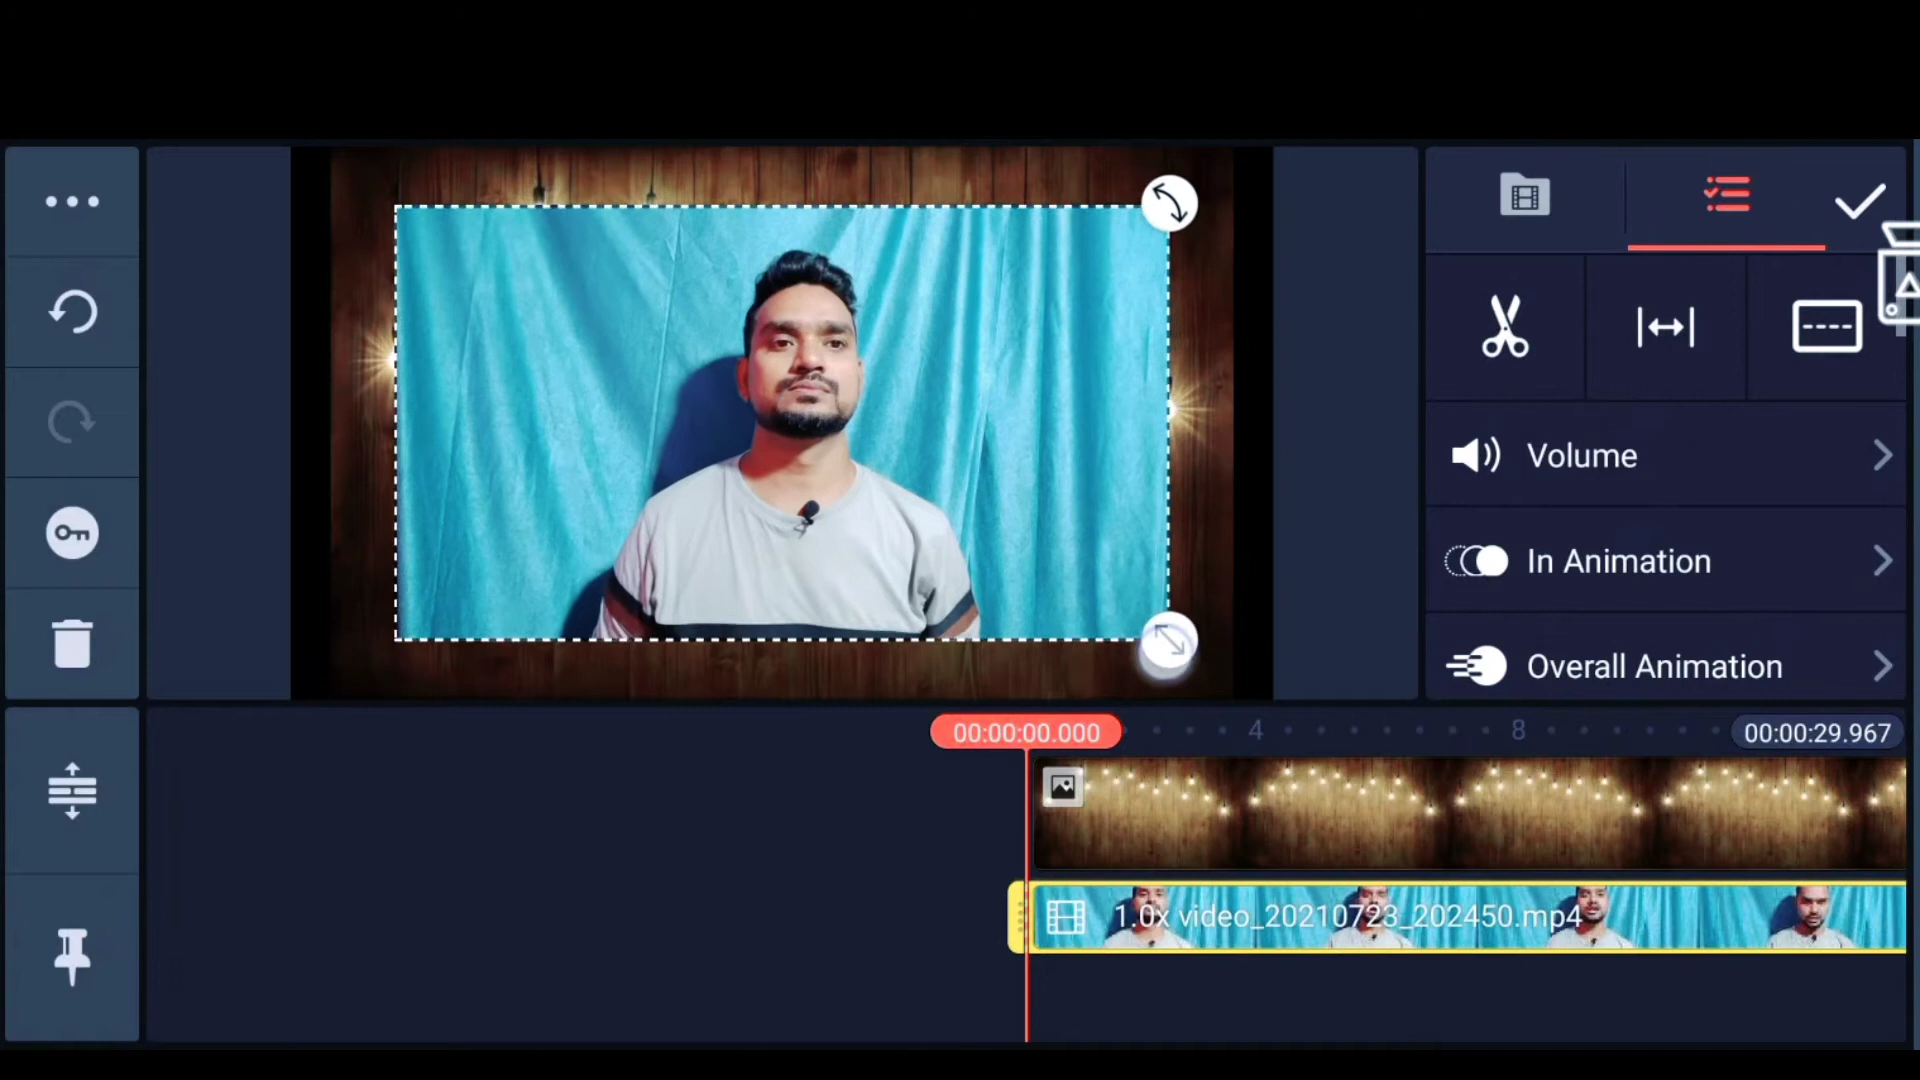 Volume
In Animation
Overall Animation
00:00:00.000
4
8
00:00:29.967
1.0x video_20210723_202450.mp4